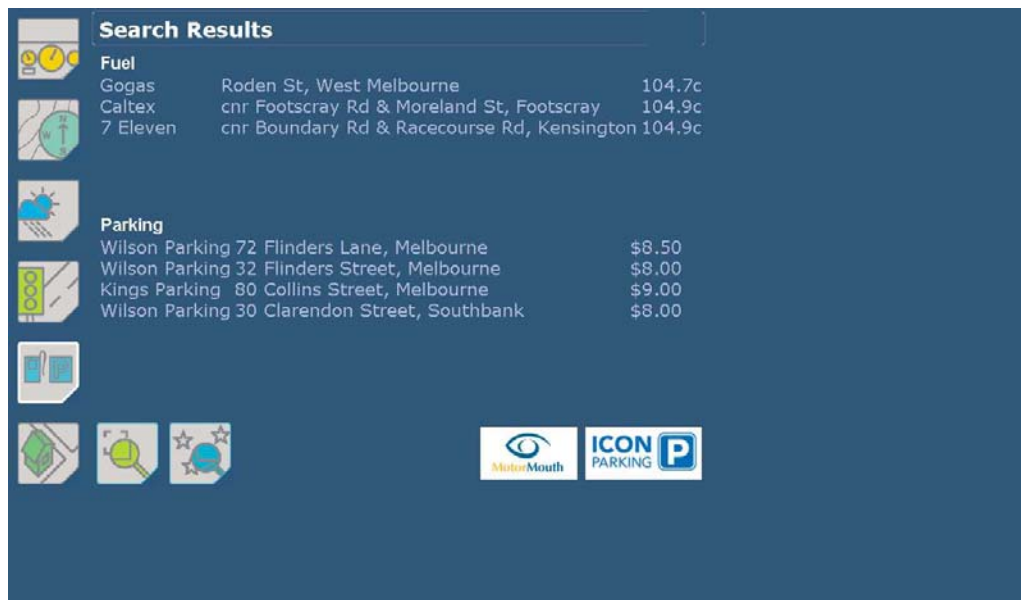 Search Results
Fuel
Gogas Roden St, West Melbourne 104.7c
Caltex cnr Footscray Rd & Moreland St, Footscray 104.9c
7 Eleven cnr Boundary Rd & Racecourse Rd, Kensington 104.9c
Parking
Wilson Parking 72 Flinders Lane, Melbourne $8.50
Wilson Parking 32 Flinders Street, Melbourne $8.00
Kings Parking 80 Collins Street, Melbourne $9.00
Wilson Parking 30 Clarendon Street, Southbank $8.00
N
W
S
P
MotorMouth
ICON
PARKING
P